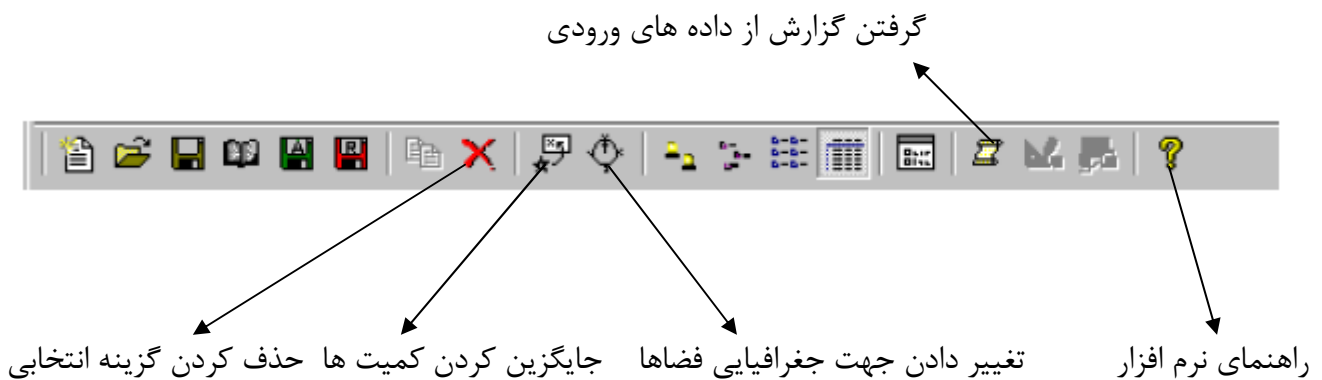 گرفتن گزارش از داده های ورودی
راهنمای نرم افزار
تغییر دادن جهت جغرافیایی فضاها
جایگزین کردن کمیت ها
حذف کردن گزینه انتخابی